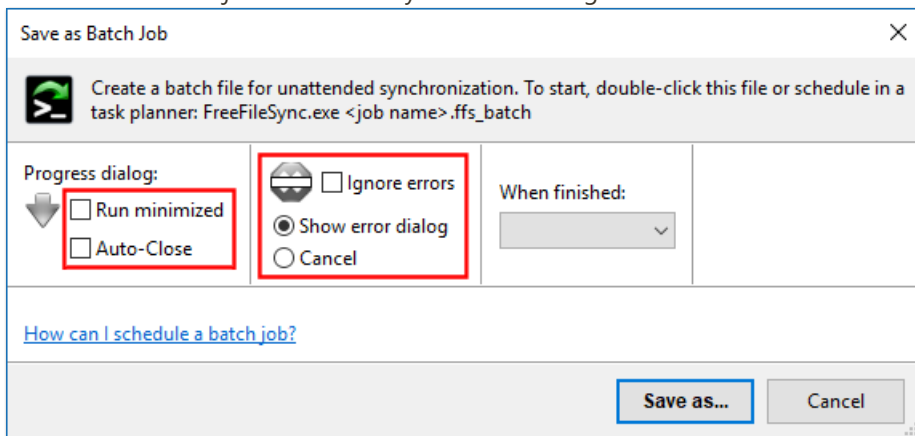 Save as Batch Job
Create a batch file for unattended synchronization. To start, double-click this file or schedule in a
task planner: FreeFileSync.exe <job name>.ffs_batch
Progress dialog:
Run minimized
Auto-Close
Ignore errors
Show error dialog
Cancel
When finished:
How can I schedule a batch job?
Save as...
Cancel